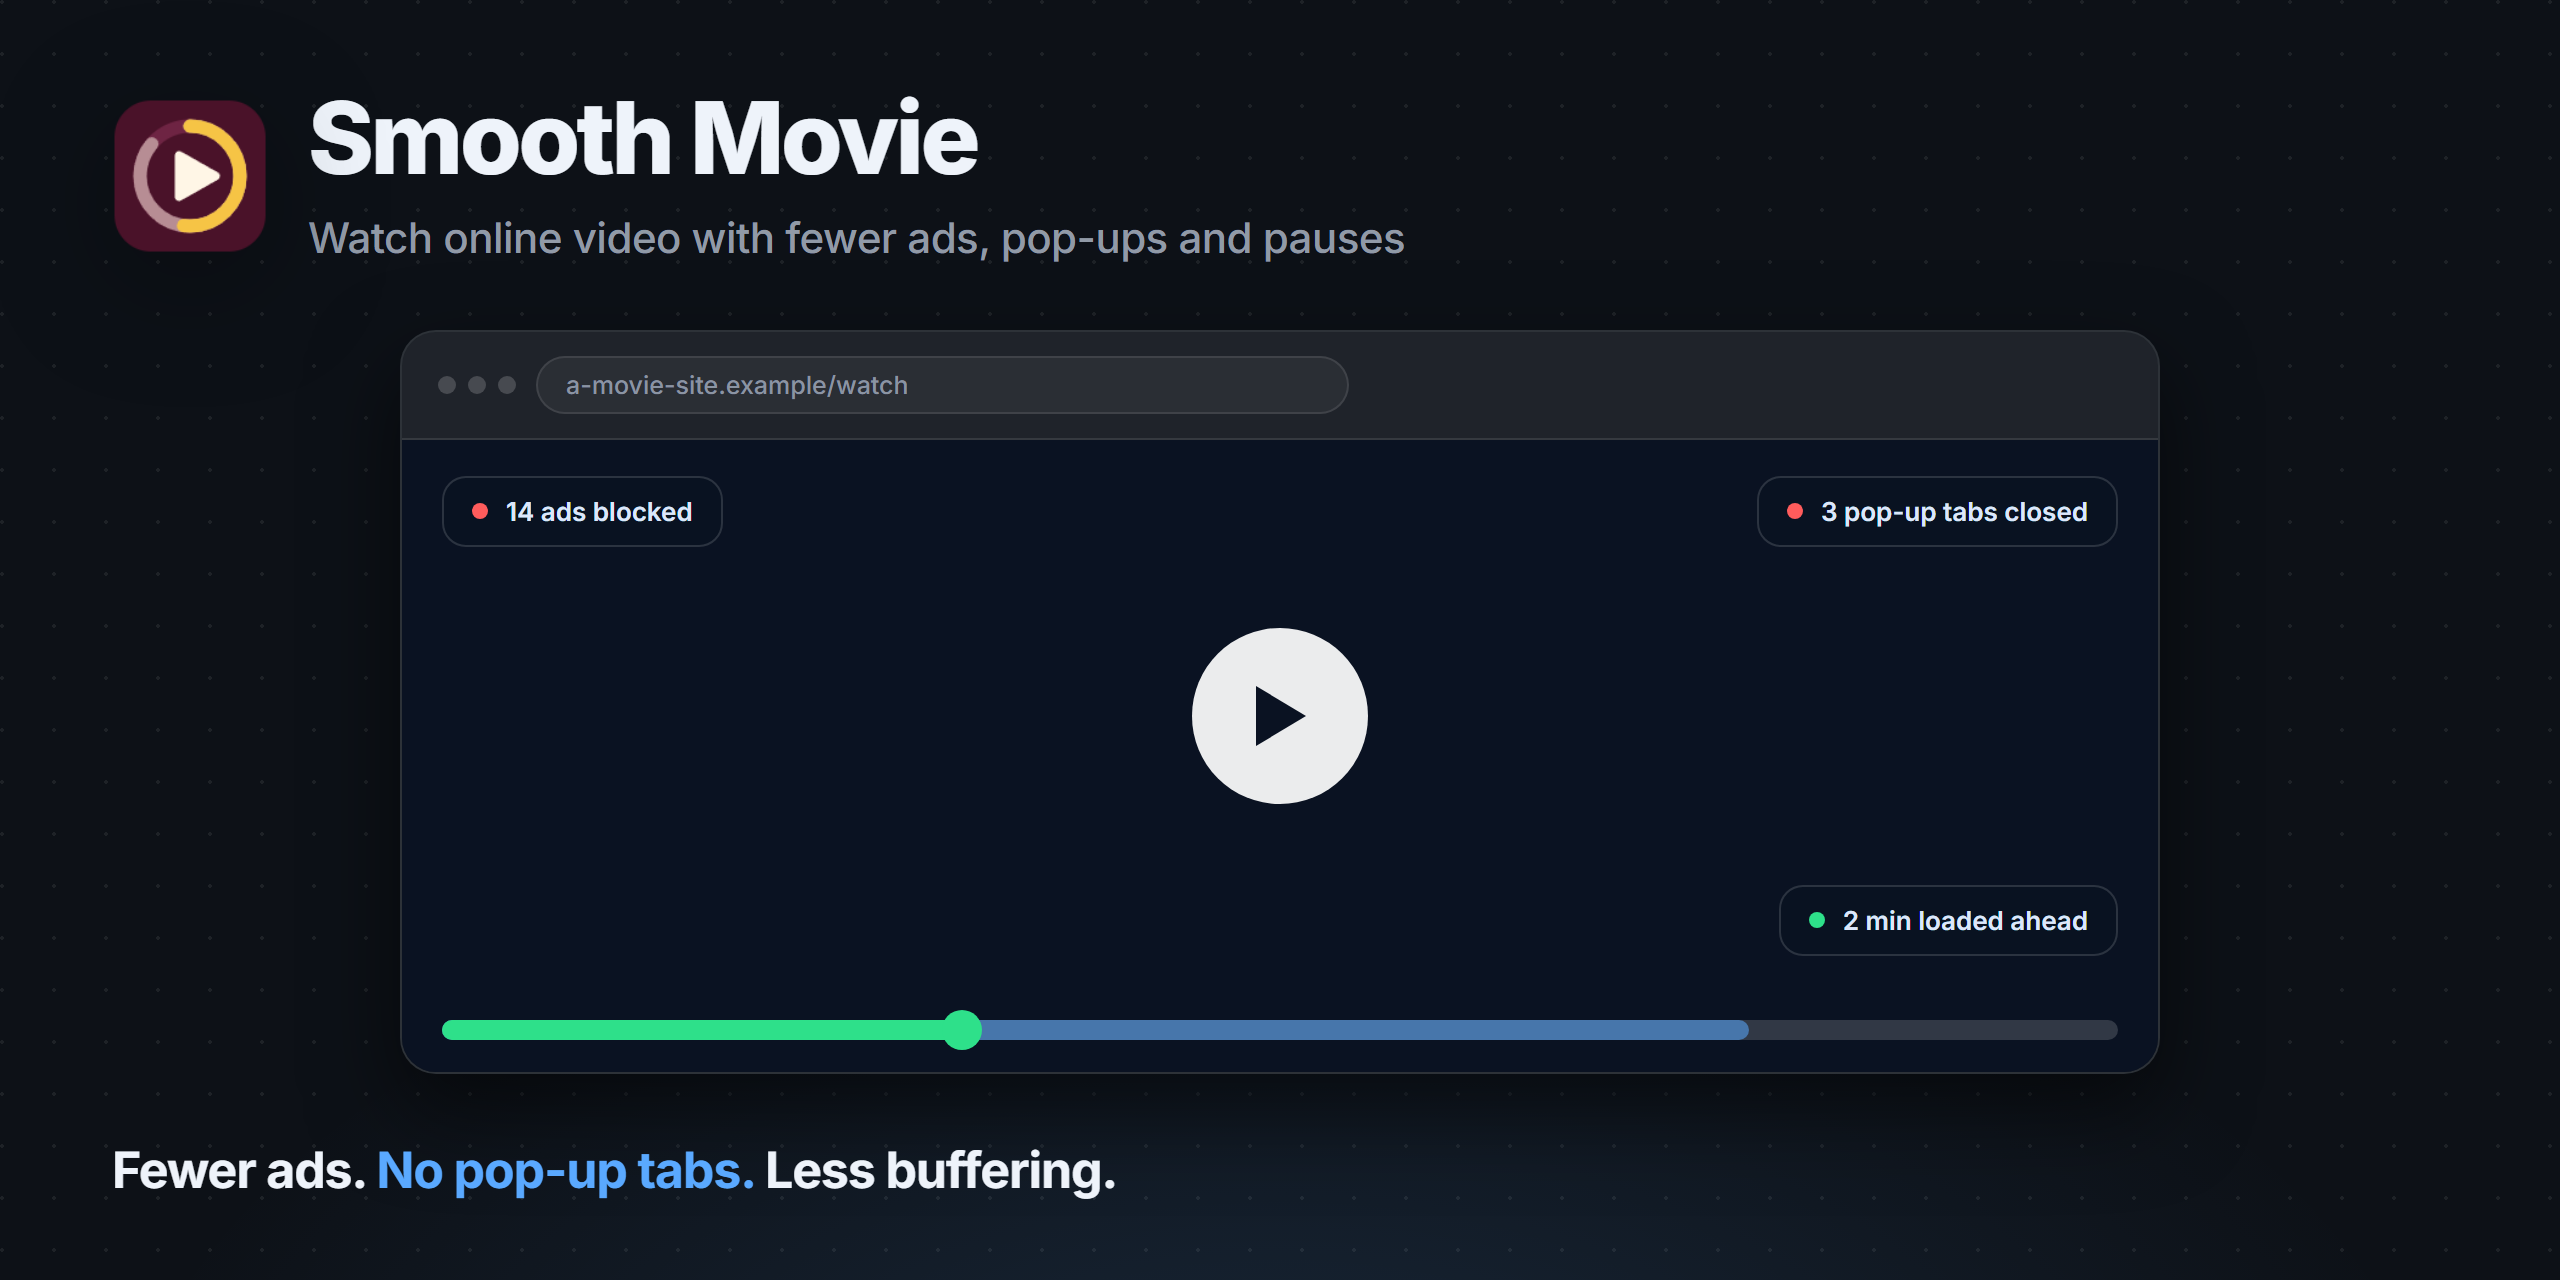 Smooth Movie
Watch online video with fewer ads, pop-ups and pauses
a-movie-site.example/watch
14 ads blocked
3 pop-up tabs closed
2 min loaded ahead
Fewer ads. No pop-up tabs. Less buffering.